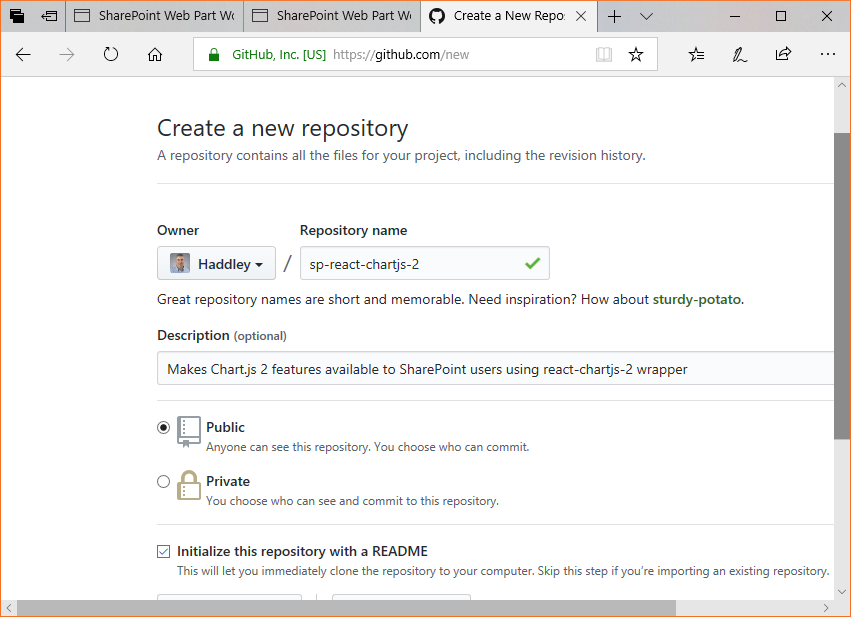 SharePoint Web Part Wo
SharePoint Web Part Wo
Create a New Repos
GitHub, Inc. [US] https://github.com/new
Create a new repository
A repository contains all the files for your project, including the revision history.
Owner
Repository name
Haddley / sp-react-chartjs-2
Great repository names are short and memorable. Need inspiration? How about sturdy-potato.
Description (optional)
Makes Chart.js 2 features available to SharePoint users using react-chartjs-2 wrapper
Public
Anyone can see this repository. You choose who can commit.
Private
You choose who can see and commit to this repository.
Initialize this repository with a README
This will let you immediately clone the repository to your computer. Skip this step if you’re importing an existing repository.